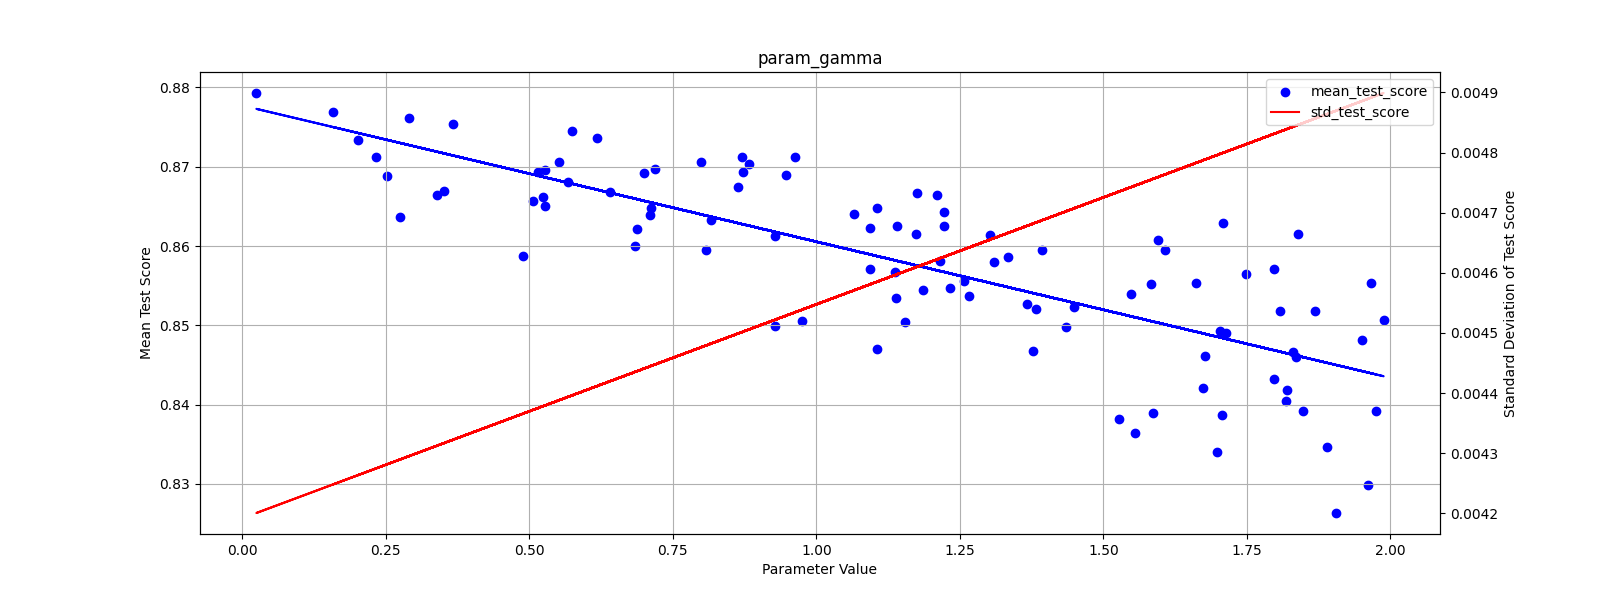 param_gamma
mean_test_score
std_test_score
Mean Test Score
0.88
0.87
0.86
0.85
0.84
0.83
0.0049
0.0048
0.0047
0.0046
0.0045
0.0044
0.0043
0.0042
Standard Deviation of Test Score
0.00 0.25 0.50 0.75 1.00 1.25 1.50 1.75 2.00
Parameter Value